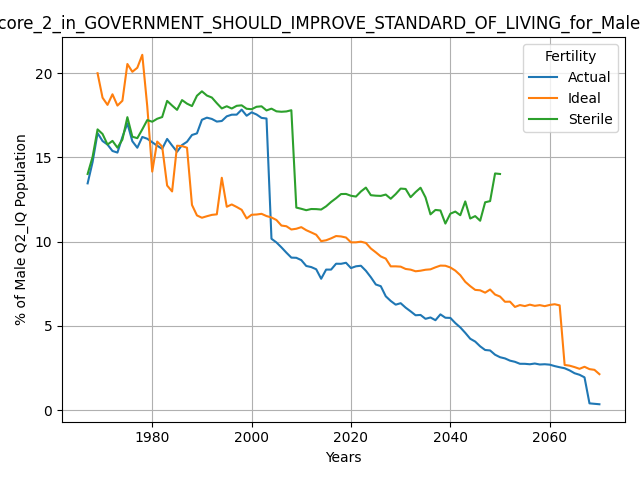 core_2_in_GOVERNMENT_SHOULD_IMPROVE_STANDARD_OF_LIVING_for_Male
Fertility
Actual
Ideal
Sterile
% of Male Q2_IQ Population
20
15
10
5
0
1980 2000 2020 2040 2060
Years